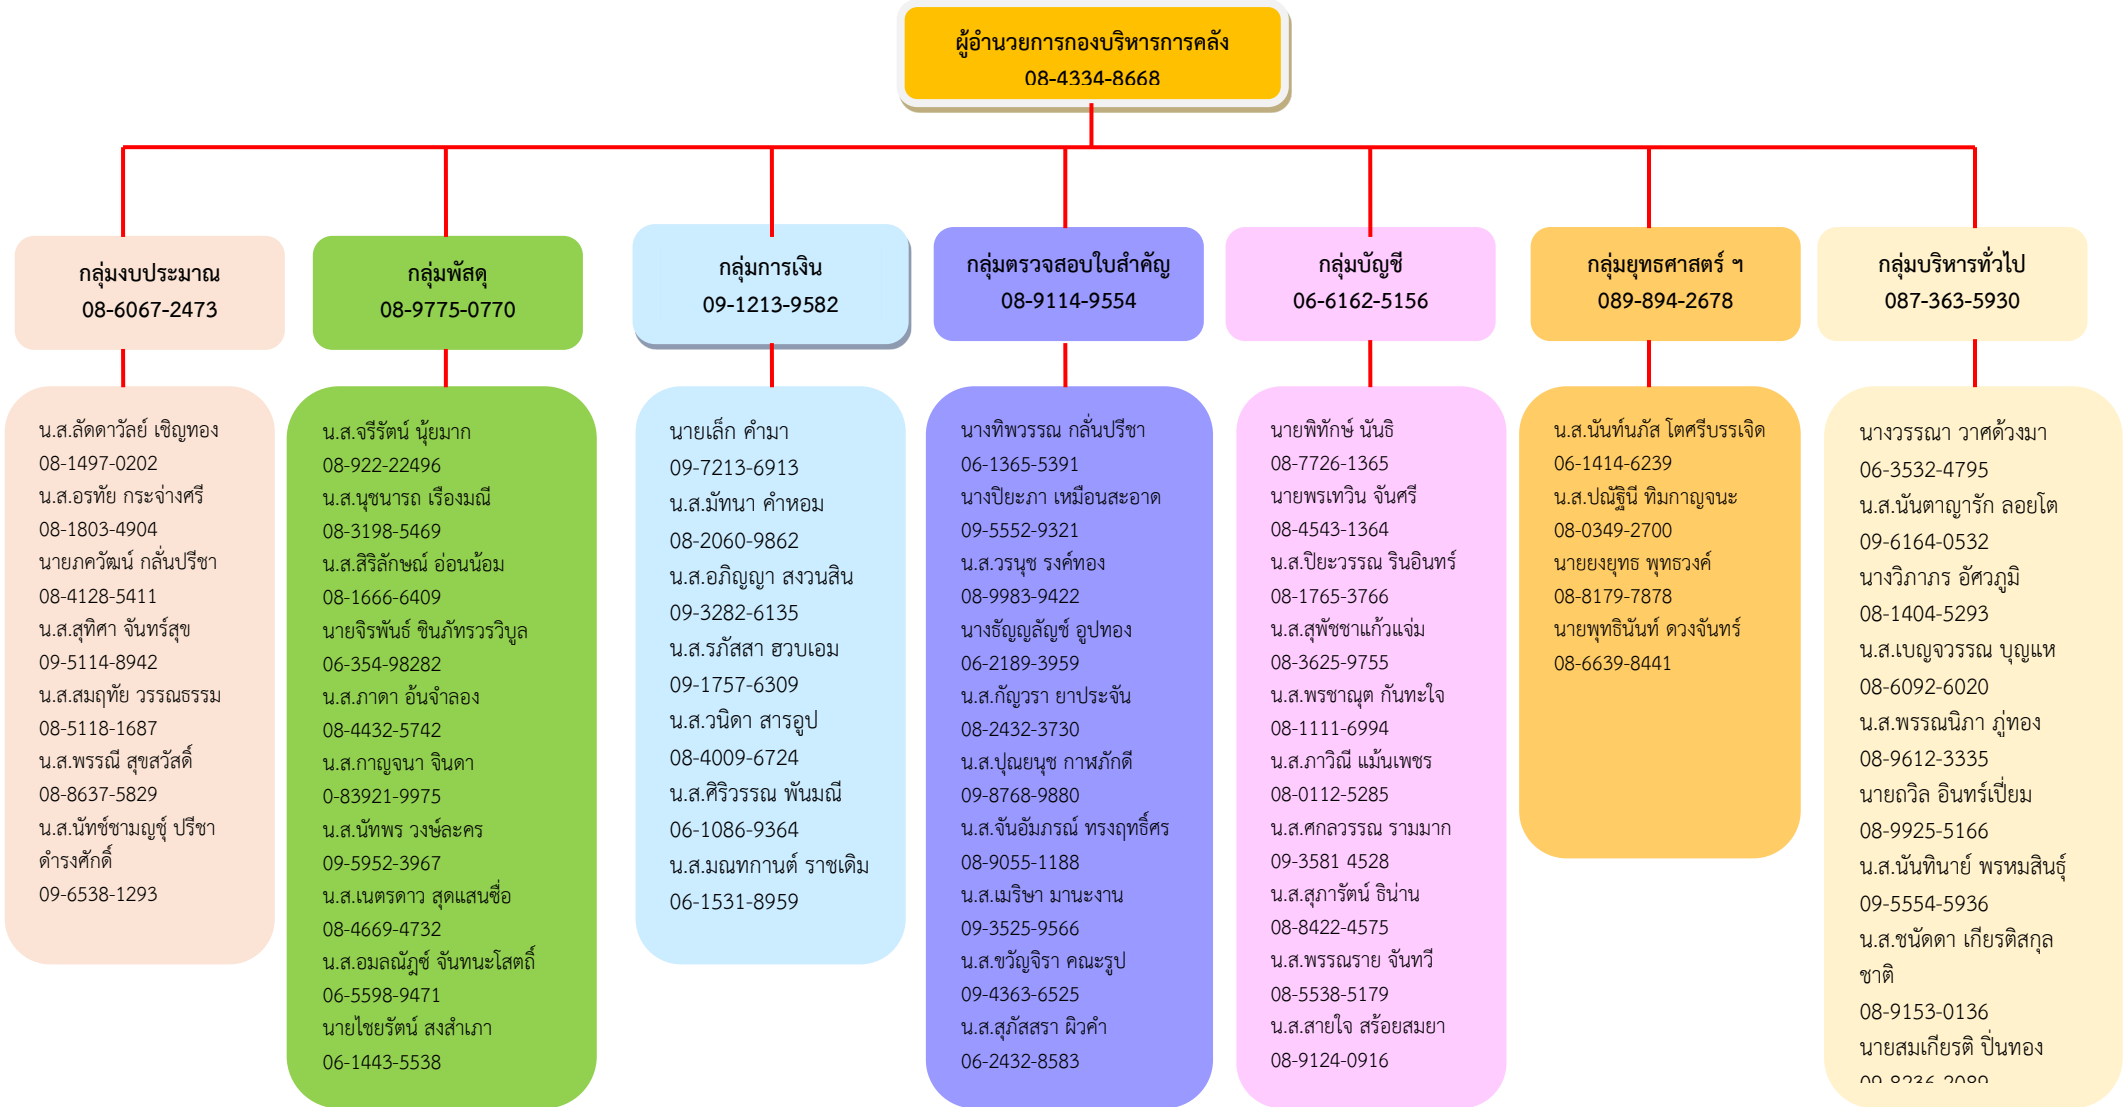 ผู้อำนวยการกองบริหารการคลัง
08-4334-8668
กลุ่มงบประมาณ
08-6067-2473
กลุ่มพัสดุ
08-9775-0770
กลุ่มการเงิน
09-1213-9582
กลุ่มตรวจสอบใบสำคัญ
08-9114-9554
กลุ่มบัญชี
06-6162-5156
กลุ่มยุทธศาสตร์ ฯ
089-894-2678
กลุ่มบริหารทั่วไป
087-363-5930
น.ส.ลัดดาวัลย์ เชิญทอง
08-1497-0202
น.ส.อรทัย กระจ่างศรี
08-1803-4904
นายภควัฒน์ กลั่นปรีชา
08-4128-5411
น.ส.สุทิศา จันทร์สุข
09-5114-8942
น.ส.สมฤทัย วรรณธรรม
08-5118-1687
น.ส.พรรณี สุขสวัสดิ์
08-8637-5829
น.ส.นัทช์ชามญชุ์ ปรีชา
ดำรงศักดิ์
09-6538-1293
น.ส.จรีรัตน์ นุ้ยมาก
08-922-22496
น.ส.นุชนารถ เรืองมณี
08-3198-5469
น.ส.สิริลักษณ์ อ่อนน้อม
08-1666-6409
นายจิรพันธ์ ชินภัทรวรวิบูล
06-354-98282
น.ส.ภาดา อ้นจำลอง
08-4432-5742
น.ส.กาญจนา จินดา
0-83921-9975
น.ส.นัทพร วงษ์ละคร
09-5952-3967
น.ส.เนตรดาว สุดแสนซื่อ
08-4669-4732
น.ส.อมลณัฎซ์ จันทนะโสตถิ์
06-5598-9471
นายไชยรัตน์ สงสำเภา
06-1443-5538
นายเล็ก คำมา
09-7213-6913
น.ส.มัทนา คำหอม
08-2060-9862
น.ส.อภิญญา สงวนสิน
09-3282-6135
น.ส.รภัสสา ฮวบเอม
09-1757-6309
น.ส.วนิดา สารอูป
08-4009-6724
น.ส.ศิริวรรณ พันมณี
06-1086-9364
น.ส.มณทกานต์ ราชเดิม
06-1531-8959
นางทิพวรรณ กลั่นปรีชา
06-1365-5391
นางปิยะภา เหมือนสะอาด
09-5552-9321
น.ส.วรนุช รงค์ทอง
08-9983-9422
นางธัญญลัญช์ อูปทอง
06-2189-3959
น.ส.กัญวรา ยาประจัน
08-2432-3730
น.ส.ปุณยนุช กาฬภักดี
09-8768-9880
น.ส.จันอัมภรณ์ ทรงฤทธิ์ศร
08-9055-1188
น.ส.เมริษา มานะงาน
09-3525-9566
น.ส.ขวัญจิรา คณะรูป
09-4363-6525
น.ส.สุภัสสรา ผิวคำ
06-2432-8583
นายพิทักษ์ นันธิ
08-7726-1365
นายพรเทวิน จันศรี
08-4543-1364
น.ส.ปิยะวรรณ รินอินทร์
08-1765-3766
น.ส.สุพัชชาแก้วแจ่ม
08-3625-9755
น.ส.พรชาณุต กันทะใจ
08-1111-6994
น.ส.ภาวิณี แม้นเพชร
08-0112-5285
น.ส.ศกลวรรณ รามมาก
09-3581 4528
น.ส.สุภารัตน์ ธิน่าน
08-8422-4575
น.ส.พรรณราย จันทวี
08-5538-5179
น.ส.สายใจ สร้อยสมยา
08-9124-0916
น.ส.นันท์นภัส โตศรีบรรเจิด
06-1414-6239
น.ส.ปณัฐินี ทิมกาญจนะ
08-0349-2700
นายยงยุทธ พุทธวงค์
08-8179-7878
นายพุทธินันท์ ดวงจันทร์
08-6639-8441
นางวรรณา วาศด้วงมา
06-3532-4795
น.ส.นันตาญารัก ลอยโต
09-6164-0532
นางวิภาภร อัศวภูมิ
08-1404-5293
น.ส.เบญจวรรณ บุญแห
08-6092-6020
น.ส.พรรณนิภา ภู่ทอง
08-9612-3335
นายถวิล อินทร์เปี่ยม
08-9925-5166
น.ส.นันทินาย์ พรหมสินธุ์
09-5554-5936
น.ส.ชนัดดา เกียรติสกุล
ชาติ
08-9153-0136
นายสมเกียรติ ปิ่นทอง
09-8236-2089